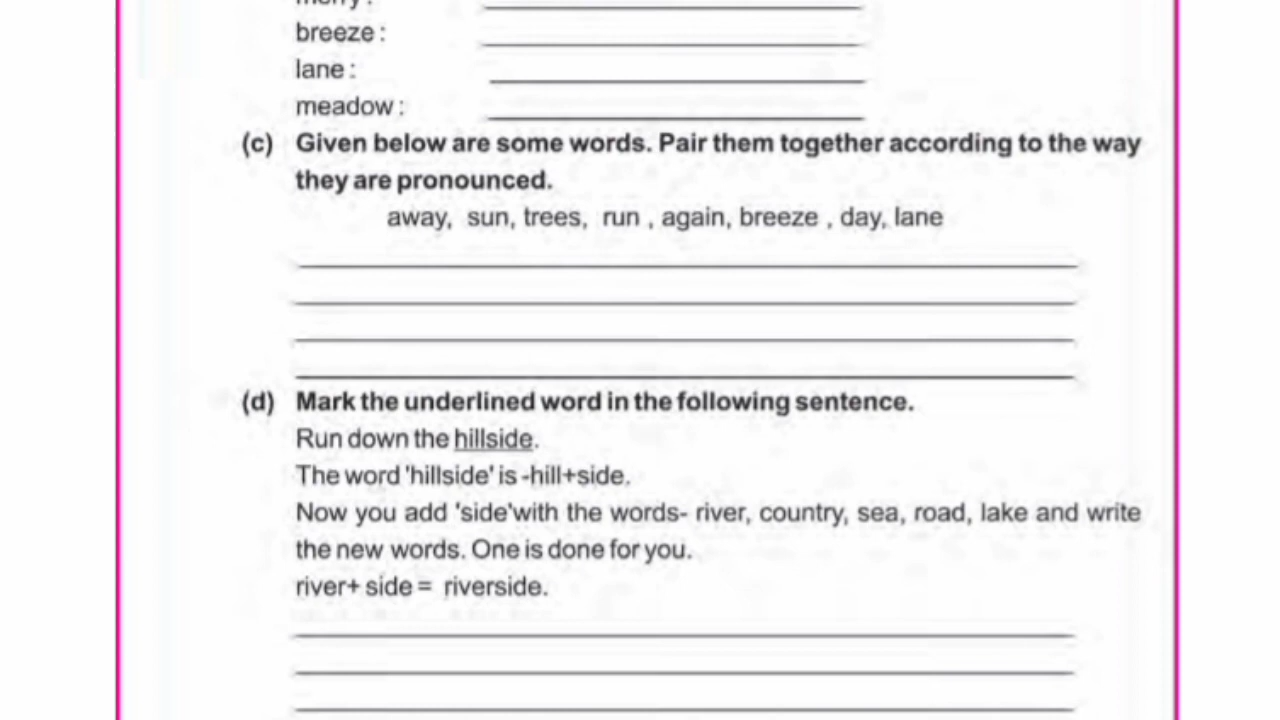 merry :
breeze :
lane :
meadow :
(c) Given below are some words. Pair them together according to the way
they are pronounced.
away, sun, trees, run , again, breeze , day, lane
(d) Mark the underlined word in the following sentence.
Run down the hillside.
The word 'hillside' is -hill+side.
Now you add 'side'with the words- river, country, sea, road, lake and write
the new words. One is done for you.
river+ side = riverside.